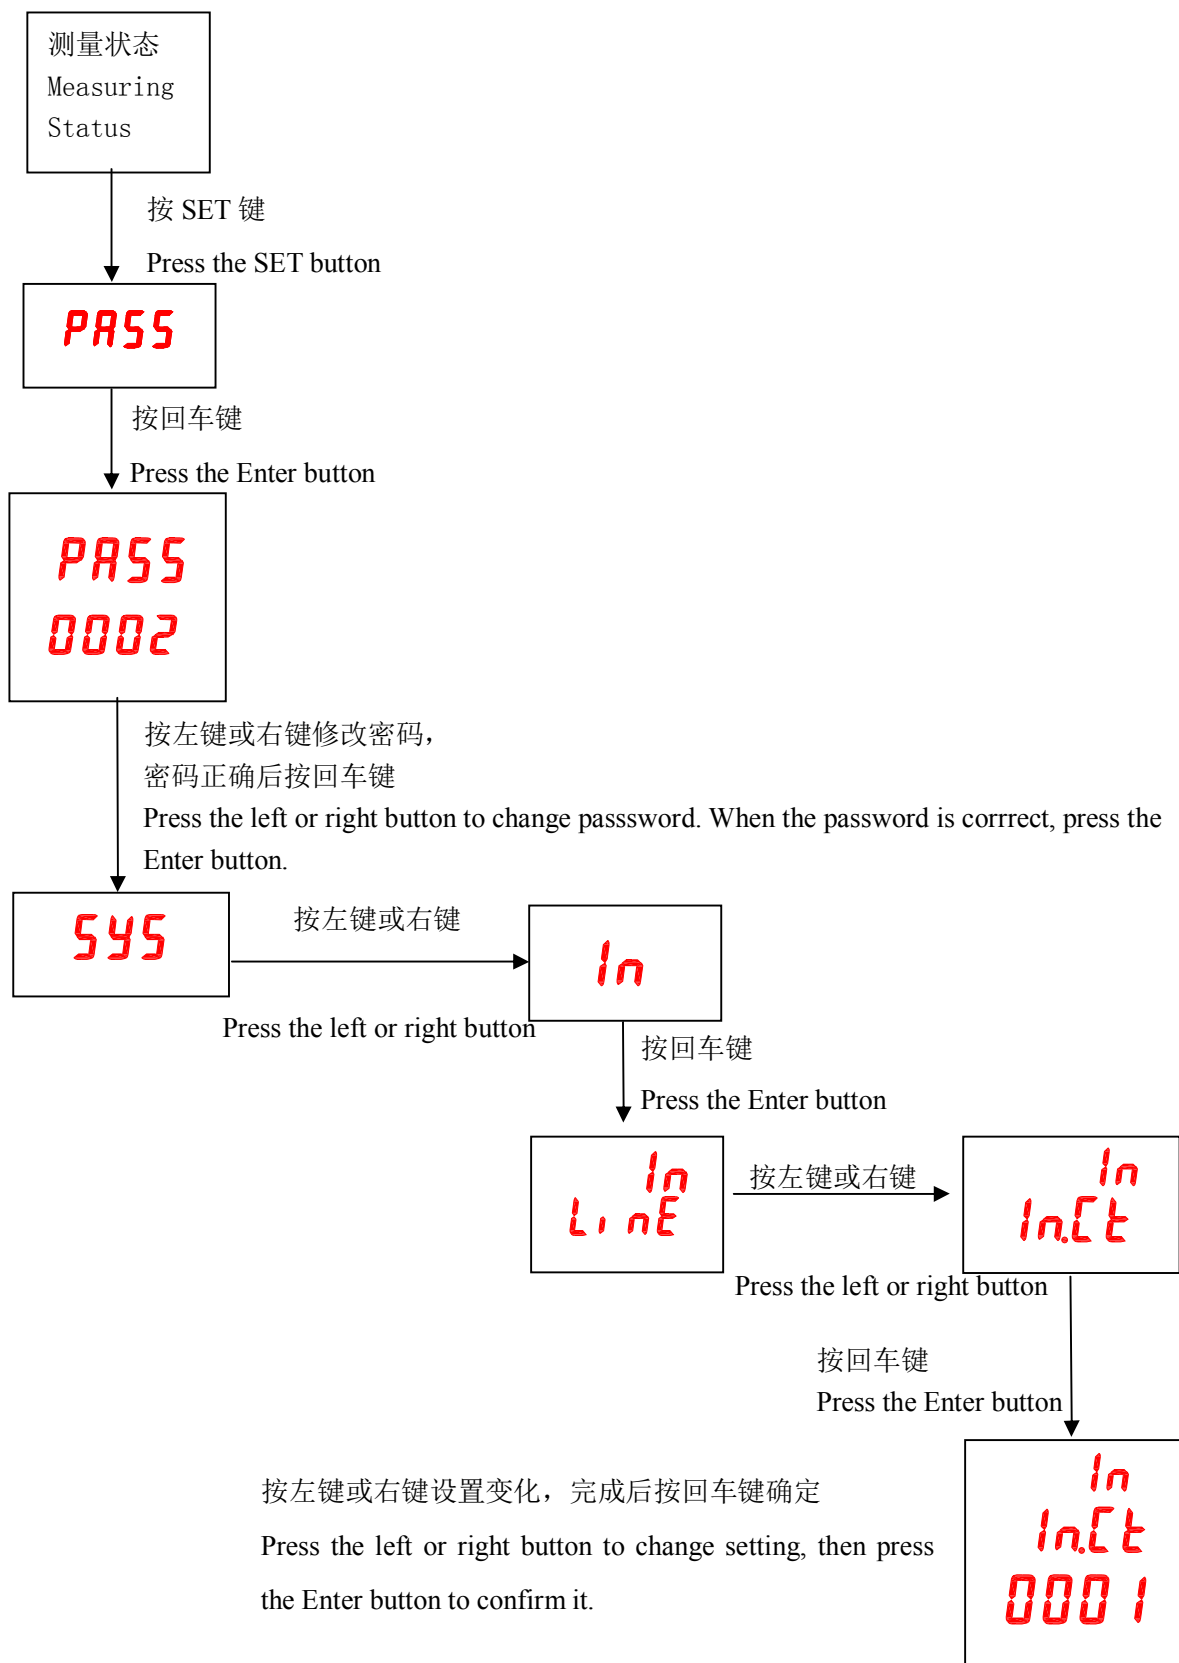 测量状态
Measuring
Status
按 SET 键
Press the SET button
PASS
按回车键
Press the Enter button
PASS
0002
按左键或右键修改密码，
密码正确后按回车键
Press the left or right button to change passsword. When the password is corrrect, press the
Enter button.
SYS
按左键或右键
Press the left or right button
In
按回车键
Press the Enter button
In
LinE
按左键或右键
Press the left or right button
In
In.Ct
按回车键
Press the Enter button
In
In.Ct
0001
按左键或右键设置变化，完成后按回车键确定
Press the left or right button to change setting, then press
the Enter button to confirm it.